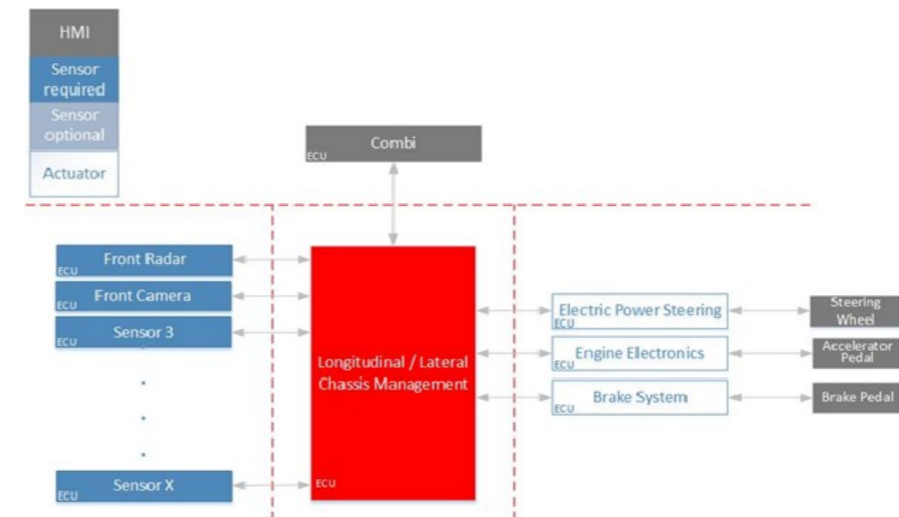 HMI
Sensor
required
Sensor
optional
Actuator
Combi
ECU
Front Radar
ECU
Front Camera
ECU
Sensor 3
ECU
.
.
.
Sensor X
ECU
Longitudinal / Lateral
Chassis Management
ECU
Electric Power Steering
ECU
Engine Electronics
ECU
Brake System
ECU
Steering
Wheel
Accelerator
Pedal
Brake Pedal